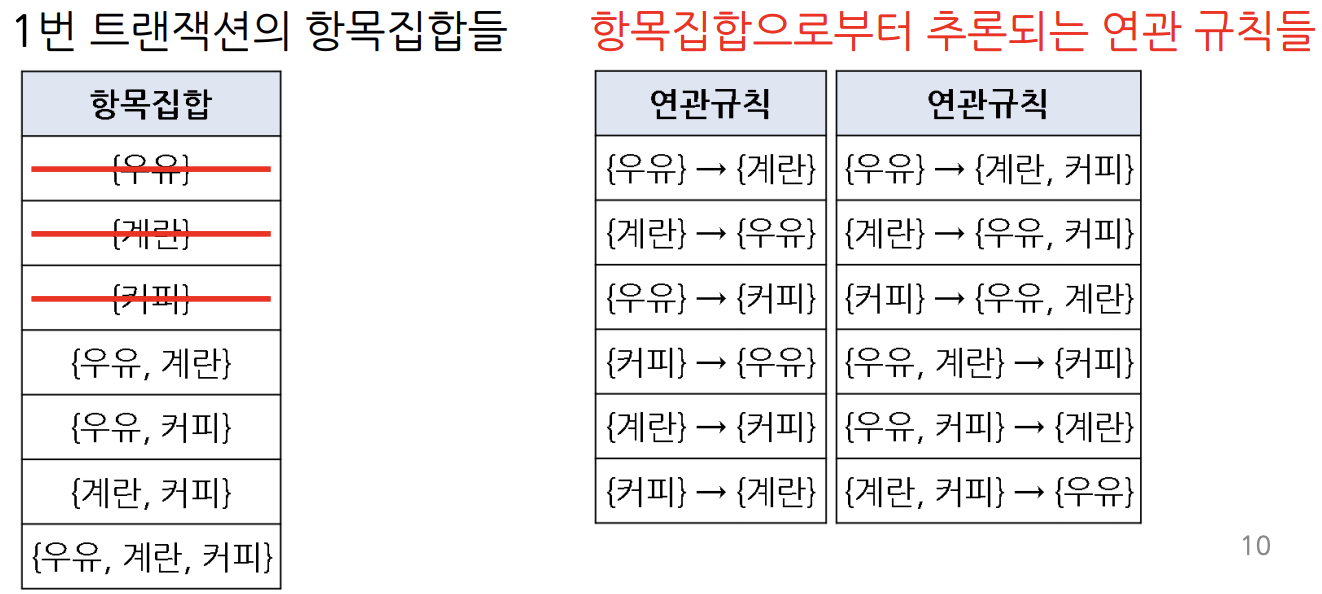 1번 트랜잭션의 항목집합들
항목집합
{우유}
{계란}
{커피}
{우유, 계란}
{우유, 커피}
{계란, 커피}
{우유, 계란, 커피}
항목집합으로부터 추론되는 연관 규칙들
연관규칙 연관규칙
{우유} → {계란} {우유} → {계란, 커피}
{계란} → {우유} {계란} → {우유, 커피}
{우유} → {커피} {커피} → {우유, 계란}
{커피} → {우유} {우유, 계란} → {커피}
{계란} → {커피} {우유, 커피} → {계란}
{커피} → {계란} {계란, 커피} → {우유}
10